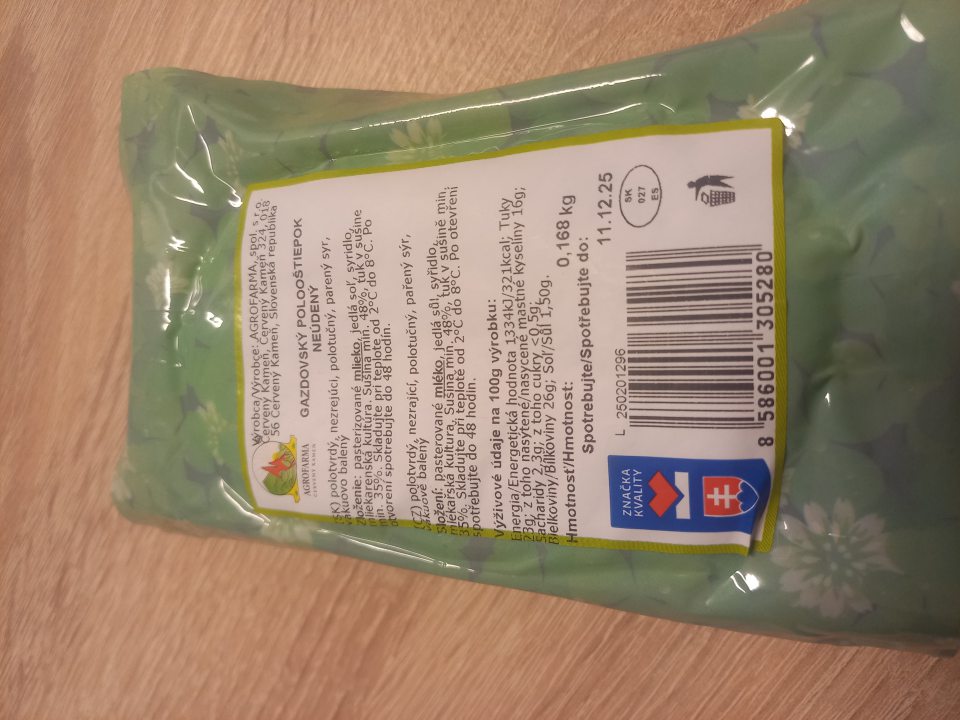 Výrobca/Výrobce: AGROFARMA, spol. s r.o.
Červený Kameň, Červený Kameň 324, 018
56 Červený Kameň, Slovenská republika
AGROFARMA
ČERVENÝ KAMEŇ
GAZDOVSKÝ POLOOŠTIEPOK
NEÚDENÝ
(SK) polotvrdý, nezrejúci, polotučný, parený syr,
vákuovo balený
Zloženie: pasterizované mlieko, jedlá soľ, syridlo,
mliekarenská kultúra. Sušina min. 48%, tuk v sušine
min. 35%. Skladujte pri teplote od 2°C do 8°C. Po
otvorení spotrebujte do 48 hodín.
(CZ) polotvrdý, nezrající, polotučný, pařený sýr,
vakuově balený
Složení: pasterované mléko, jedlá sůl, syřidlo,
mlékařská kultura. Sušina min. 48%, tuk v sušině min.
35%. Skladujte při teplote od 2°C do 8°C. Po otevření
spotřebujte do 48 hodin.
Výživové údaje na 100g výrobku:
Energia/Energetická hodnota 1334kJ/321kcal; Tuky
23g; z toho nasýtené/nasycené mastné kyseliny 16g;
Sacharidy 2,3g; z toho cukry <0,5g;
Bielkoviny/Bílkoviny 26g; Soľ/Sůl 1,50g.
Hmotnosť/Hmotnost: 0,168 kg
Spotrebujte/Spotřebujte do:
11.12.25
L 250201296
SK
027
ES
8 586001 305280
ZNAČKA
KVALITY